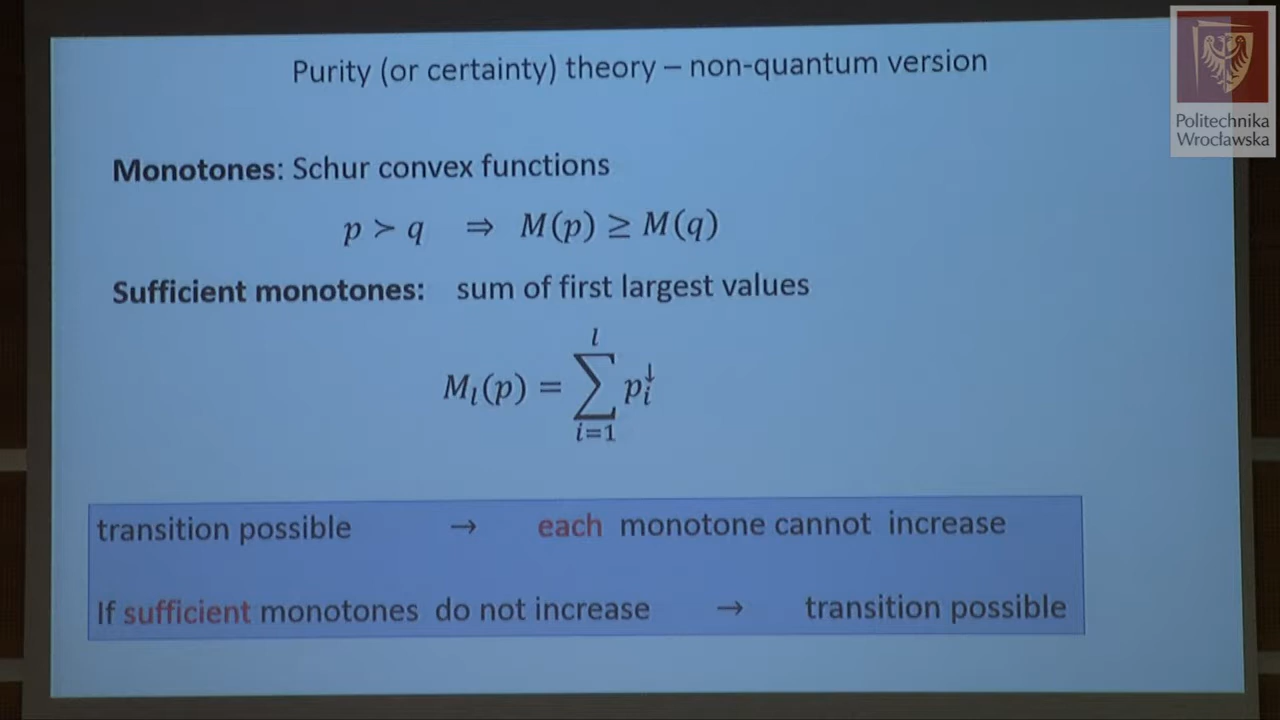 Purity (or certainty) theory – non-quantum version
Politechnika
Wrocławska
Monotones: Schur convex functions
p ≻ q ⇒ M(p) ≥ M(q)
Sufficient monotones: sum of first largest values
M_l(p) = ∑_{i=1}^{l} p_i^↓
transition possible → each monotone cannot increase
If sufficient monotones do not increase → transition possible